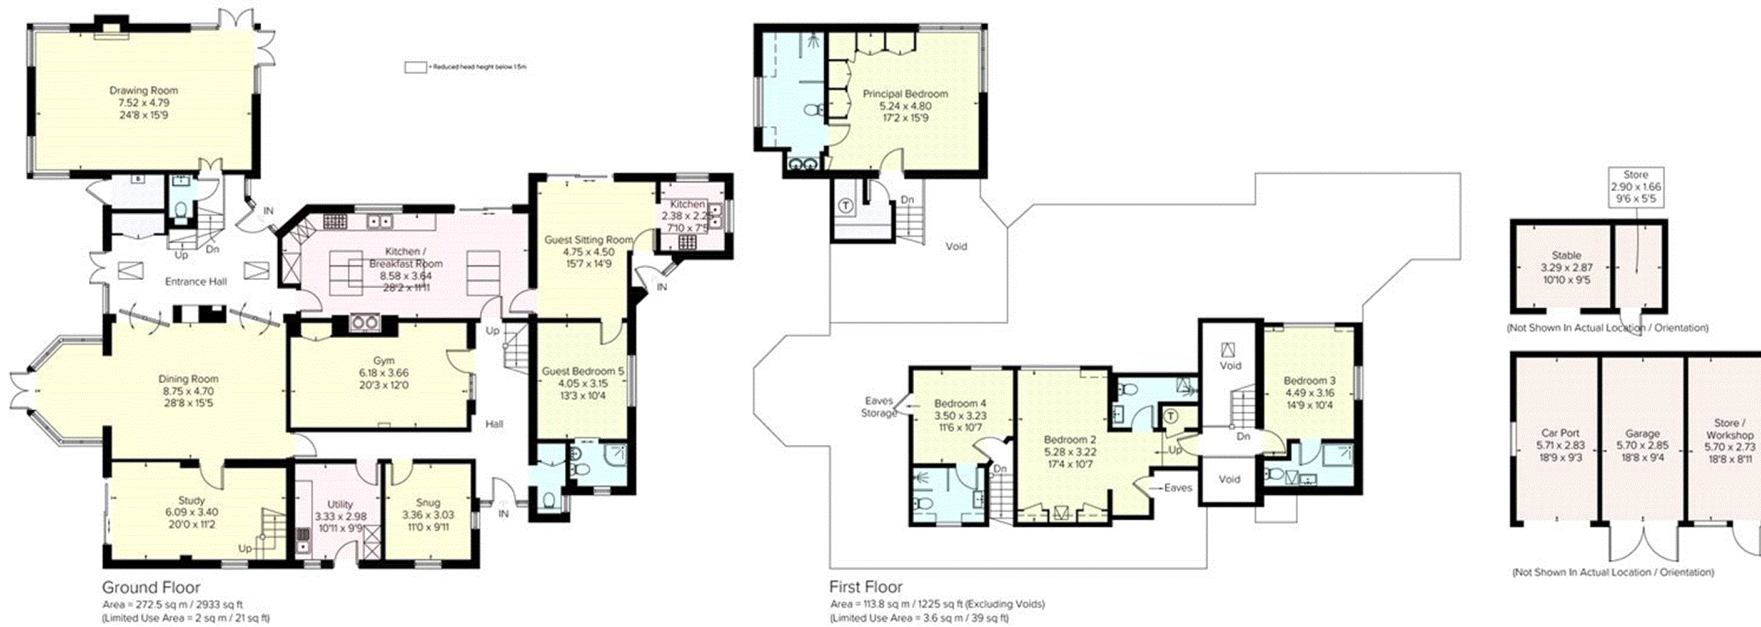 = Reduced head height below 1.5m
Drawing Room
7.52 x 4.79
24'8 x 15'9
B
IN
Up
Dn
Entrance Hall
Kitchen /
Breakfast Room
8.58 x 3.64
28'2 x 11'11
Guest Sitting Room
4.75 x 4.50
15'7 x 14'9
Kitchen
2.38 x 2.25
7'10 x 7'5
IN
Dining Room
8.75 x 4.70
28'8 x 15'5
Gym
6.18 x 3.66
20'3 x 12'0
Up
Hall
Guest Bedroom 5
4.05 x 3.15
13'3 x 10'4
Study
6.09 x 3.40
20'0 x 11'2
Up
Utility
3.33 x 2.98
10'11 x 9'9
Snug
3.36 x 3.03
11'0 x 9'11
IN
Ground Floor
Area = 272.5 sq m / 2933 sq ft
(Limited Use Area = 2 sq m / 21 sq ft)
Principal Bedroom
5.24 x 4.80
17'2 x 15'9
T
Dn
Void
Eaves
Storage
Bedroom 4
3.50 x 3.23
11'6 x 10'7
Dn
Bedroom 2
5.28 x 3.22
17'4 x 10'7
T
Up
Eaves
Void
Dn
Void
Bedroom 3
4.49 x 3.16
14'9 x 10'4
First Floor
Area = 113.8 sq m / 1225 sq ft (Excluding Voids)
(Limited Use Area = 3.6 sq m / 39 sq ft)
Store
2.90 x 1.66
9'6 x 5'5
Stable
3.29 x 2.87
10'10 x 9'5
(Not Shown In Actual Location / Orientation)
Car Port
5.71 x 2.83
18'9 x 9'3
Garage
5.70 x 2.85
18'8 x 9'4
Store /
Workshop
5.70 x 2.73
18'8 x 8'11
(Not Shown In Actual Location / Orientation)